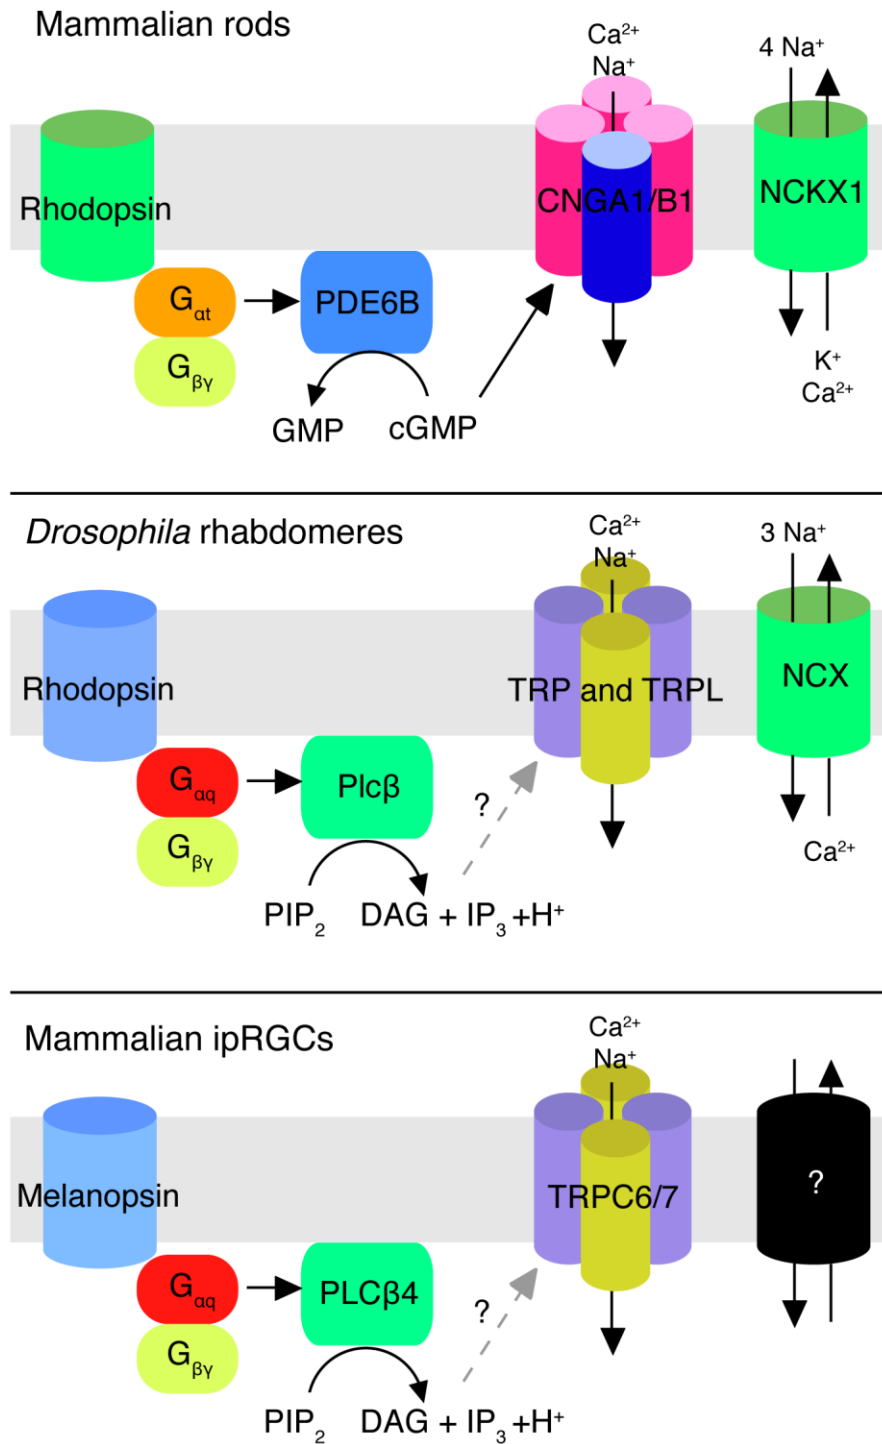 Mammalian rods
Ca²⁺
Na⁺
4 Na⁺
Rhodopsin
CNGA1/B1
NCKX1
Gαt
PDE6B
Gβγ
K⁺
Ca²⁺
GMP
cGMP
Drosophila rhabdomeres
Ca²⁺
Na⁺
3 Na⁺
Rhodopsin
TRP and TRPL
NCX
Gαq
Plcβ
?
Gβγ
Ca²⁺
PIP₂
DAG + IP₃ +H⁺
Mammalian ipRGCs
Ca²⁺
Na⁺
Melanopsin
TRPC6/7
?
Gαq
PLCβ4
?
Gβγ
PIP₂
DAG + IP₃ +H⁺